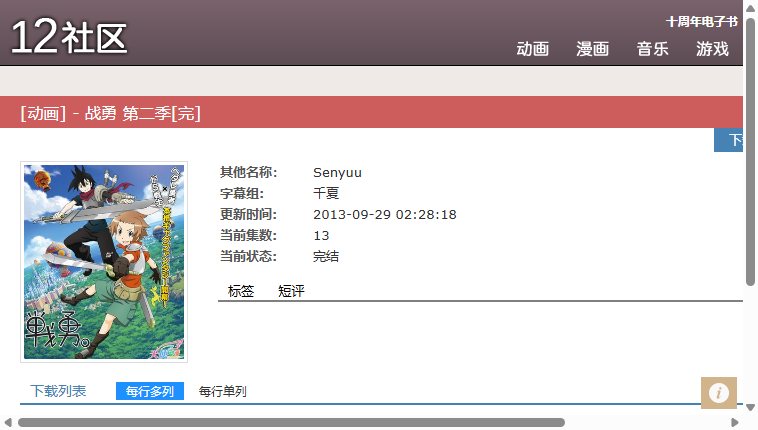 12社区
十周年电子书
动画 漫画 音乐 游戏
[动画] - 战勇 第二季[完]
下
其他名称： Senyuu
字幕组： 千夏
更新时间： 2013-09-29 02:28:18
当前集数： 13
当前状态： 完结
标签 短评
戦勇。
下载列表 每行多列 每行单列
i